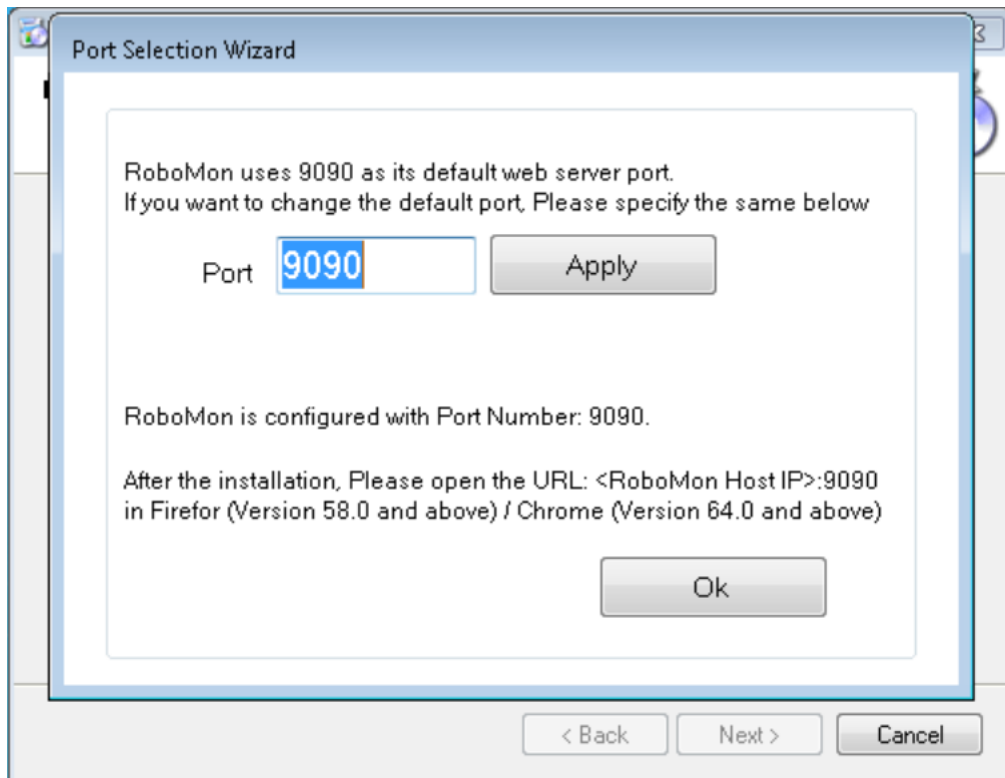 Port Selection Wizard
RoboMon uses 9090 as its default web server port.
If you want to change the default port, Please specify the same below
Port 9090 Apply
RoboMon is configured with Port Number: 9090.
After the installation, Please open the URL: <RoboMon Host IP>:9090
in Firefor (Version 58.0 and above) / Chrome (Version 64.0 and above)
Ok
< Back Next > Cancel